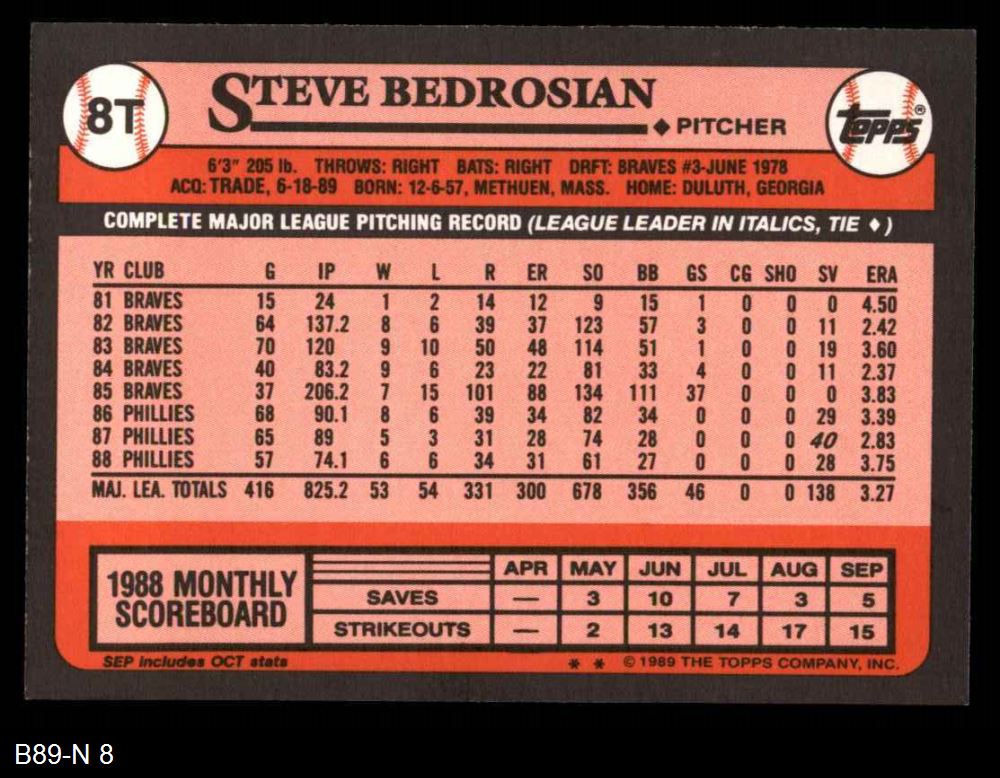 8T
STEVE BEDROSIAN
◆ PITCHER
TOPPS®
6'3" 205 lb. THROWS: RIGHT BATS: RIGHT DRFT: BRAVES #3-JUNE 1978
ACQ: TRADE, 6-18-89 BORN: 12-6-57, METHUEN, MASS. HOME: DULUTH, GEORGIA
COMPLETE MAJOR LEAGUE PITCHING RECORD (LEAGUE LEADER IN ITALICS, TIE ♦)
YR CLUB G IP W L R ER SO BB GS CG SHO SV ERA
81 BRAVES 15 24 1 2 14 12 9 15 1 0 0 0 4.50
82 BRAVES 64 137.2 8 6 39 37 123 57 3 0 0 11 2.42
83 BRAVES 70 120 9 10 50 48 114 51 1 0 0 19 3.60
84 BRAVES 40 83.2 9 6 23 22 81 33 4 0 0 11 2.37
85 BRAVES 37 206.2 7 15 101 88 134 111 37 0 0 0 3.83
86 PHILLIES 68 90.1 8 6 39 34 82 34 0 0 0 29 3.39
87 PHILLIES 65 89 5 3 31 28 74 28 0 0 0 40 2.83
88 PHILLIES 57 74.1 6 6 34 31 61 27 0 0 0 28 3.75
MAJ. LEA. TOTALS 416 825.2 53 54 331 300 678 356 46 0 0 138 3.27
1988 MONTHLY
SCOREBOARD
APR MAY JUN JUL AUG SEP
SAVES — 3 10 7 3 5
STRIKEOUTS — 2 13 14 17 15
SEP includes OCT stats
* * © 1989 THE TOPPS COMPANY, INC.
B89-N 8